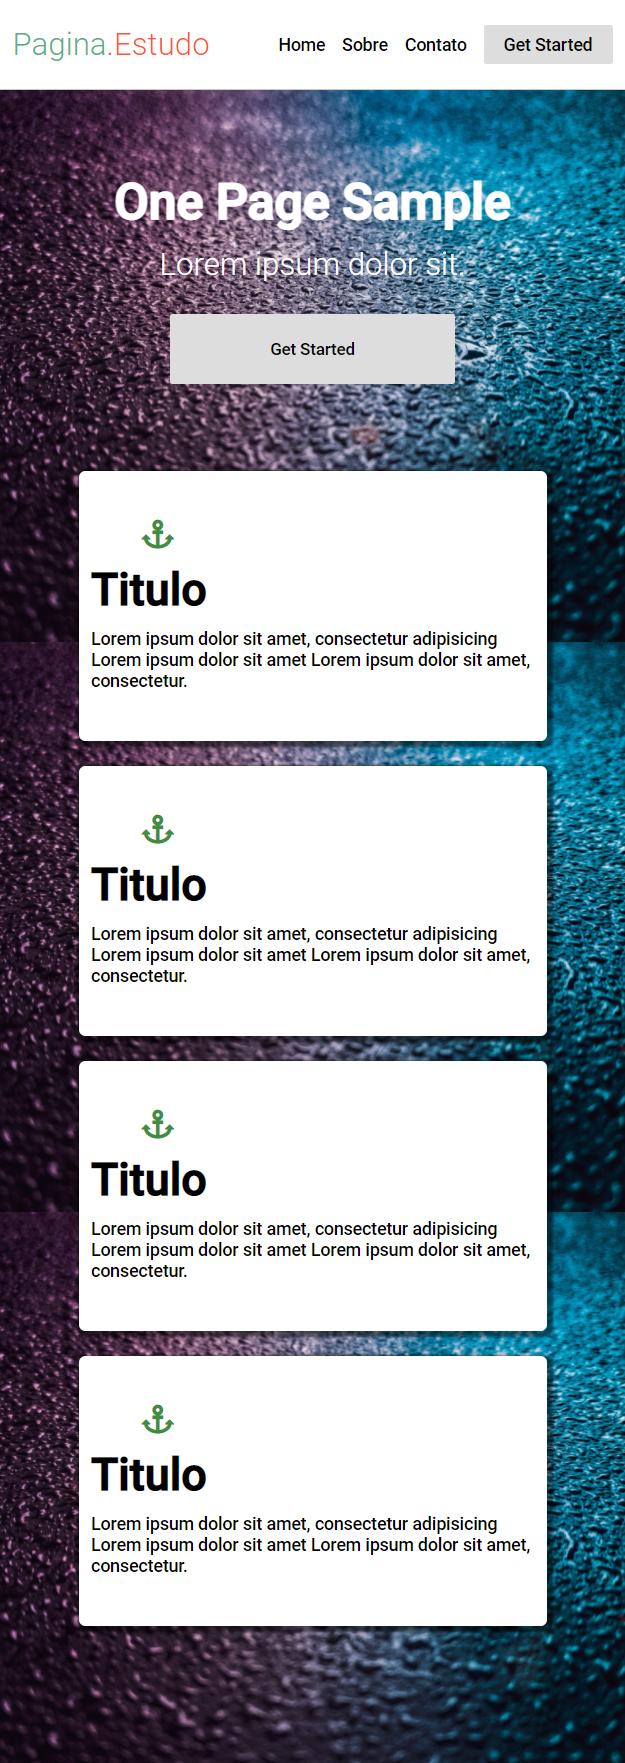 Pagina.Estudo
Home Sobre Contato Get Started
One Page Sample
Lorem ipsum dolor sit.
Get Started
Titulo
Lorem ipsum dolor sit amet, consectetur adipisicing
Lorem ipsum dolor sit amet Lorem ipsum dolor sit amet,
consectetur.
Titulo
Lorem ipsum dolor sit amet, consectetur adipisicing
Lorem ipsum dolor sit amet Lorem ipsum dolor sit amet,
consectetur.
Titulo
Lorem ipsum dolor sit amet, consectetur adipisicing
Lorem ipsum dolor sit amet Lorem ipsum dolor sit amet,
consectetur.
Titulo
Lorem ipsum dolor sit amet, consectetur adipisicing
Lorem ipsum dolor sit amet Lorem ipsum dolor sit amet,
consectetur.